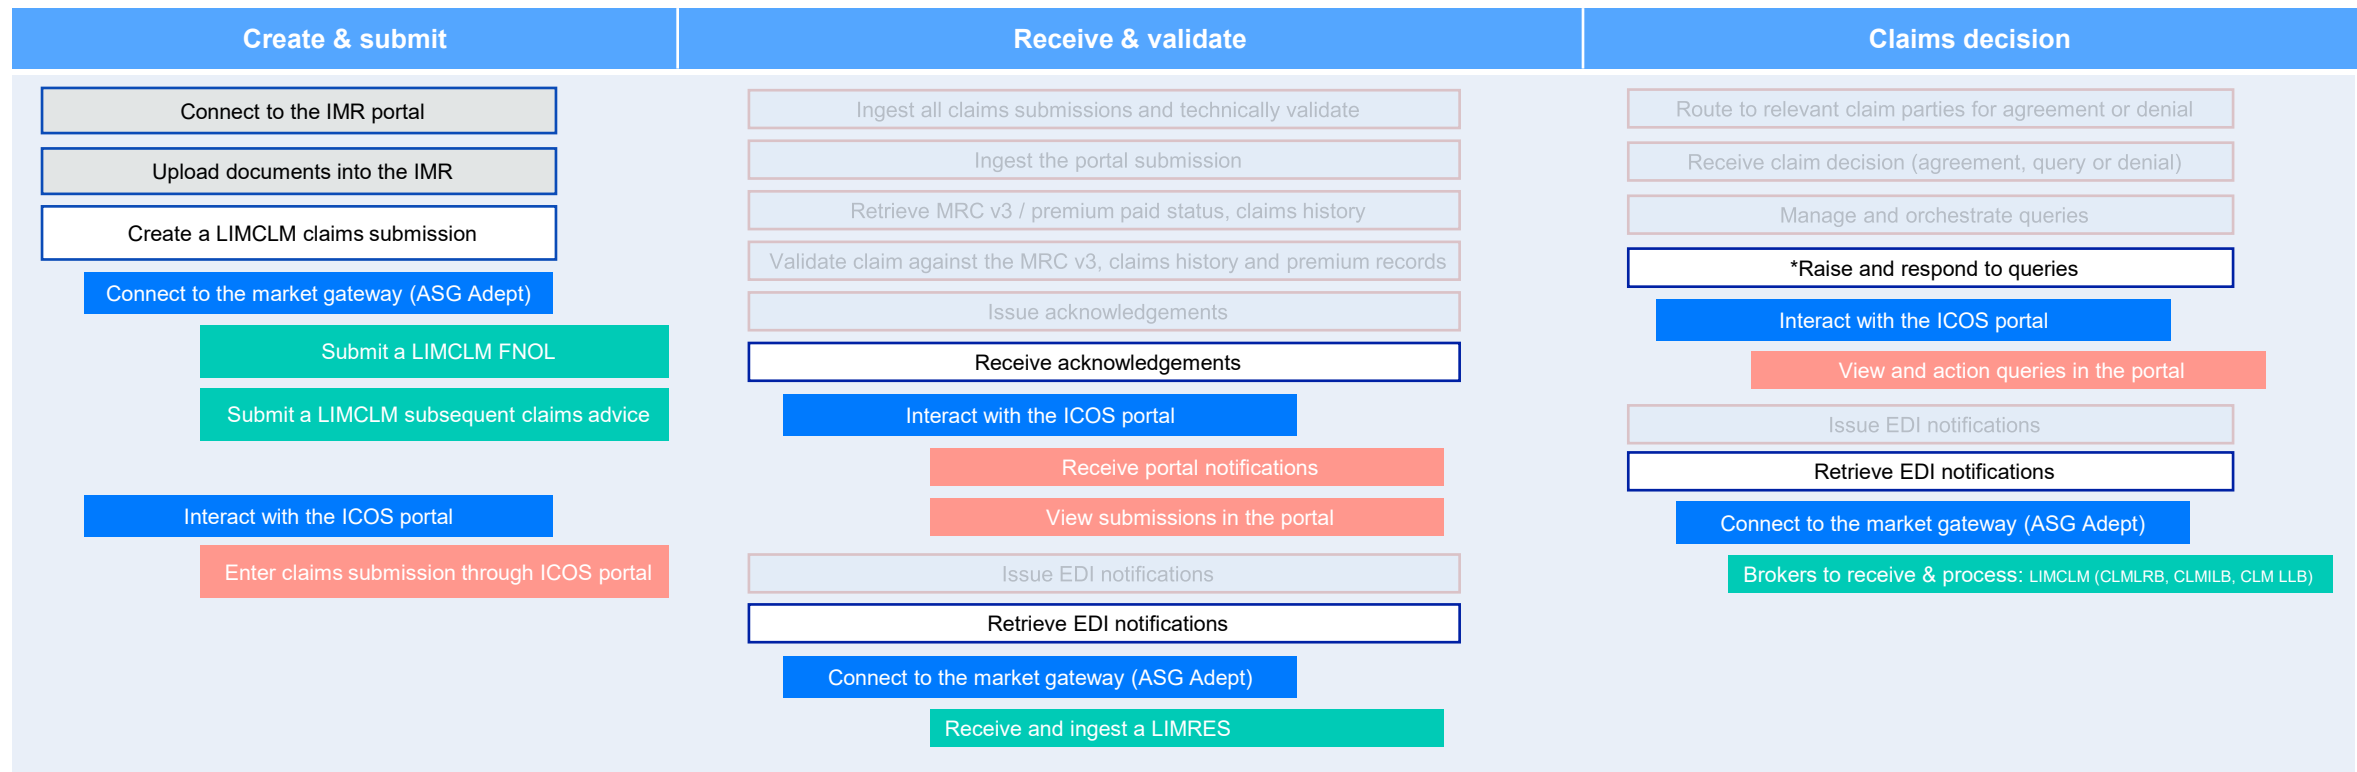 Create & submit
Connect to the IMR portal
Upload documents into the IMR
Create a LIMCLM claims submission
Connect to the market gateway (ASG Adept)
Submit a LIMCLM FNOL
Submit a LIMCLM subsequent claims advice
Interact with the ICOS portal
Enter claims submission through ICOS portal
Receive & validate
Ingest all claims submissions and technically validate
Ingest the portal submission
Retrieve MRC v3 / premium paid status, claims history
Validate claim against the MRC v3, claims history and premium records
Issue acknowledgements
Receive acknowledgements
Interact with the ICOS portal
Receive portal notifications
View submissions in the portal
Issue EDI notifications
Retrieve EDI notifications
Connect to the market gateway (ASG Adept)
Receive and ingest a LIMRES
Claims decision
Route to relevant claim parties for agreement or denial
Receive claim decision (agreement, query or denial)
Manage and orchestrate queries
*Raise and respond to queries
Interact with the ICOS portal
View and action queries in the portal
Issue EDI notifications
Retrieve EDI notifications
Connect to the market gateway (ASG Adept)
Brokers to receive & process: LIMCLM (CLMLRB, CLMILB, CLM LLB)